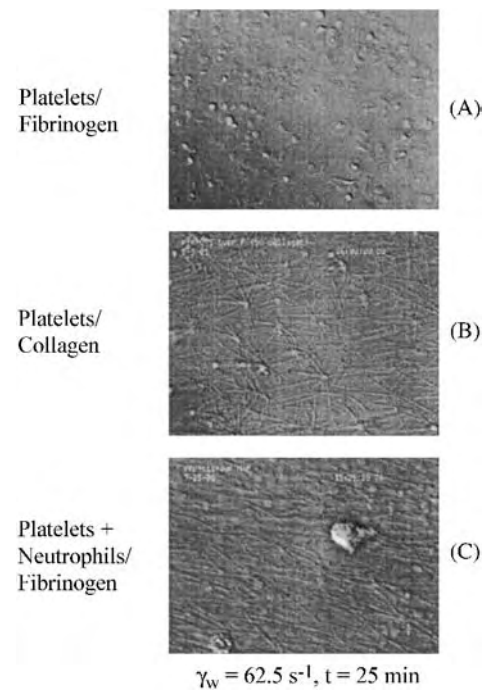 Platelets/
Fibrinogen
(A)
Platelets/
Collagen
(B)
Platelets +
Neutrophils/
Fibrinogen
(C)
γw = 62.5 s-1, t = 25 min